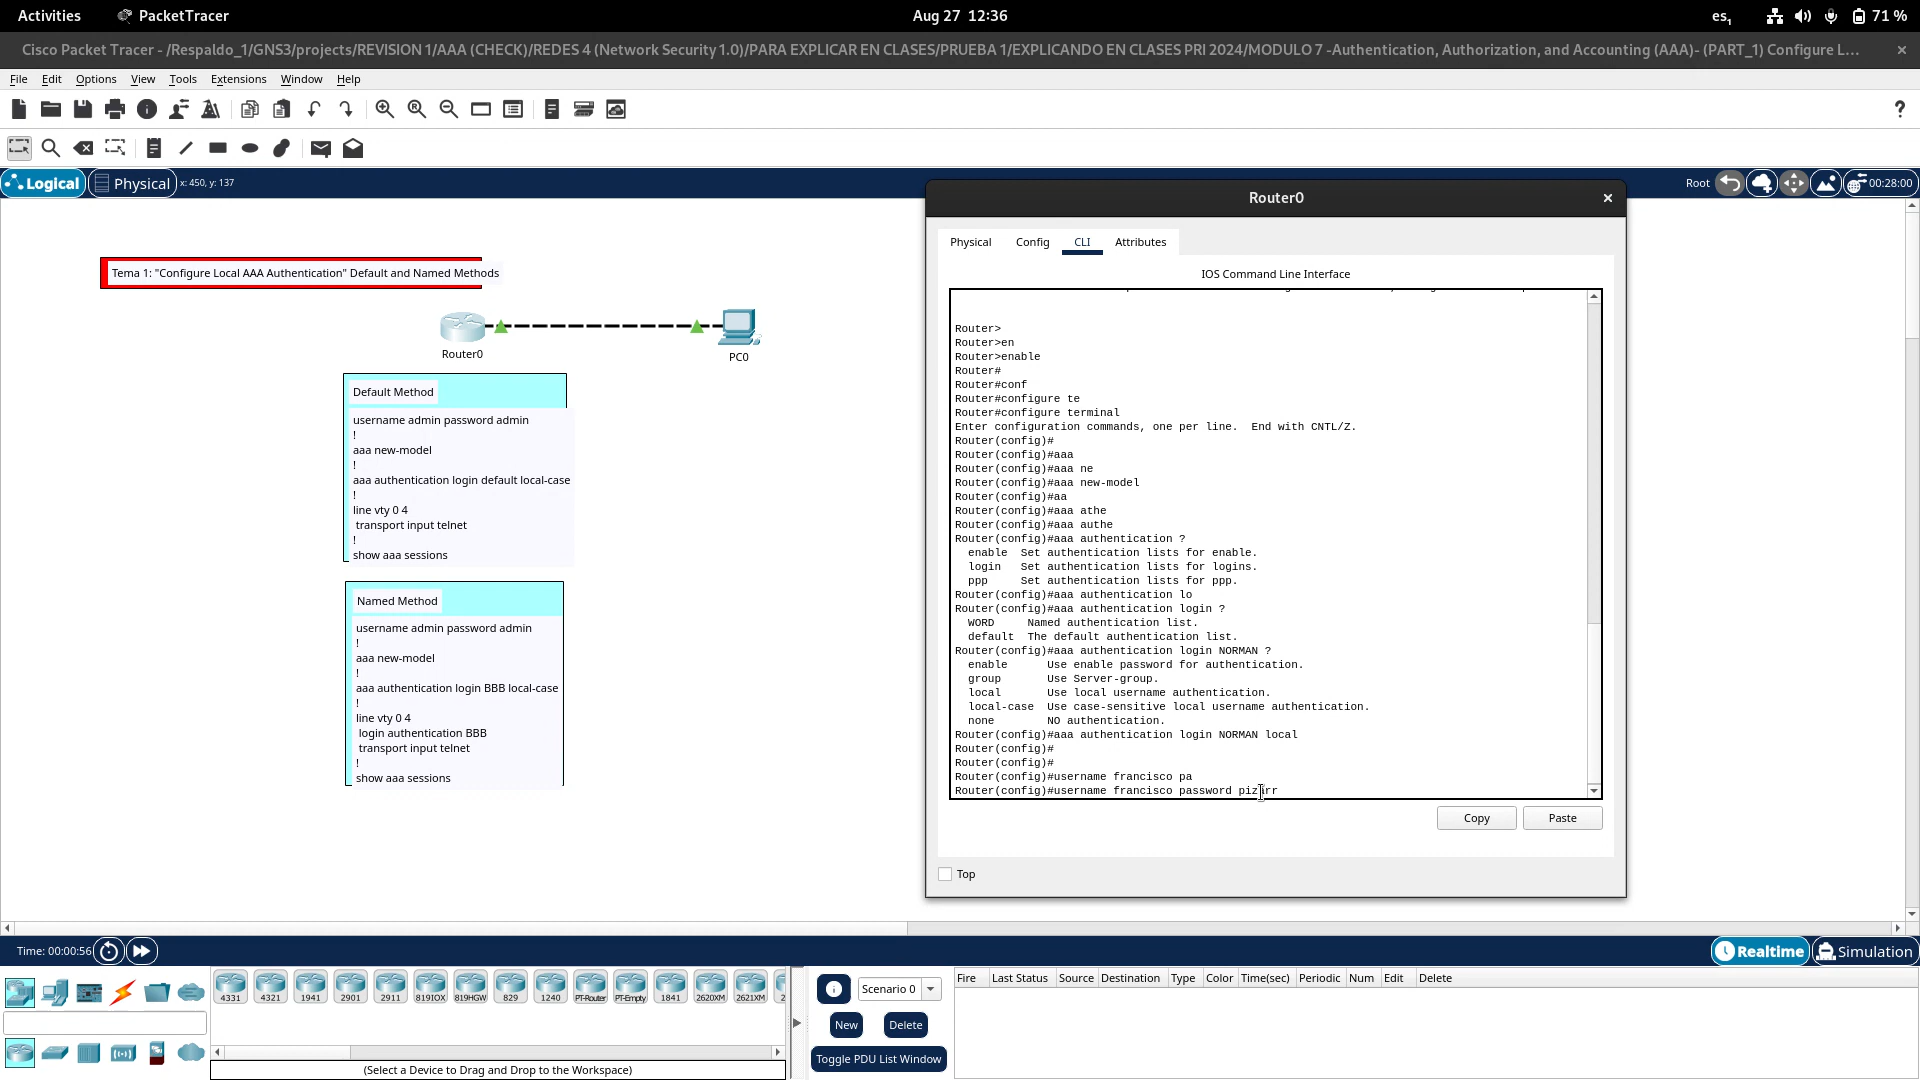 Activities
PacketTracer
Aug 27 12:36
es1
71 %
Cisco Packet Tracer - /Respaldo_1/GNS3/projects/REVISION 1/AAA (CHECK)/REDES 4 (Network Security 1.0)/PARA EXPLICAR EN CLASES/PRUEBA 1/EXPLICANDO EN CLASES PRI 2024/MODULO 7 -Authentication, Authorization, and Accounting (AAA)- (PART_1) Configure L...
File Edit Options View Tools Extensions Window Help
Logical
Physical
x: 450, y: 137
Root
00:28:00
Tema 1: "Configure Local AAA Authentication" Default and Named Methods
Router0
PC0
Default Method
username admin password admin
!
aaa new-model
!
aaa authentication login default local-case
!
line vty 0 4
transport input telnet
!
show aaa sessions
Named Method
username admin password admin
!
aaa new-model
!
aaa authentication login BBB local-case
!
line vty 0 4
login authentication BBB
transport input telnet
!
show aaa sessions
Router0
Physical Config CLI Attributes
IOS Command Line Interface
Router>
Router>en
Router>enable
Router#
Router#conf
Router#configure te
Router#configure terminal
Enter configuration commands, one per line.  End with CNTL/Z.
Router(config)#
Router(config)#aaa
Router(config)#aaa ne
Router(config)#aaa new-model
Router(config)#aa
Router(config)#aaa athe
Router(config)#aaa authe
Router(config)#aaa authentication ?
enable  Set authentication lists for enable.
login   Set authentication lists for logins.
ppp     Set authentication lists for ppp.
Router(config)#aaa authentication lo
Router(config)#aaa authentication login ?
WORD     Named authentication list.
default  The default authentication list.
Router(config)#aaa authentication login NORMAN ?
enable      Use enable password for authentication.
group       Use Server-group.
local       Use local username authentication.
local-case  Use case-sensitive local username authentication.
none        NO authentication.
Router(config)#aaa authentication login NORMAN local
Router(config)#
Router(config)#
Router(config)#username francisco pa
Router(config)#username francisco password pizarr
Copy
Paste
Top
Time: 00:00:56
Realtime
Simulation
4331 4321 1941 2901 2911 819IOX 819HGW 829 1240 PT-Router PT-Empty 1841 2620XM 2621XM 2
(Select a Device to Drag and Drop to the Workspace)
Scenario 0
New
Delete
Toggle PDU List Window
Fire Last Status Source Destination Type Color Time(sec) Periodic Num Edit Delete